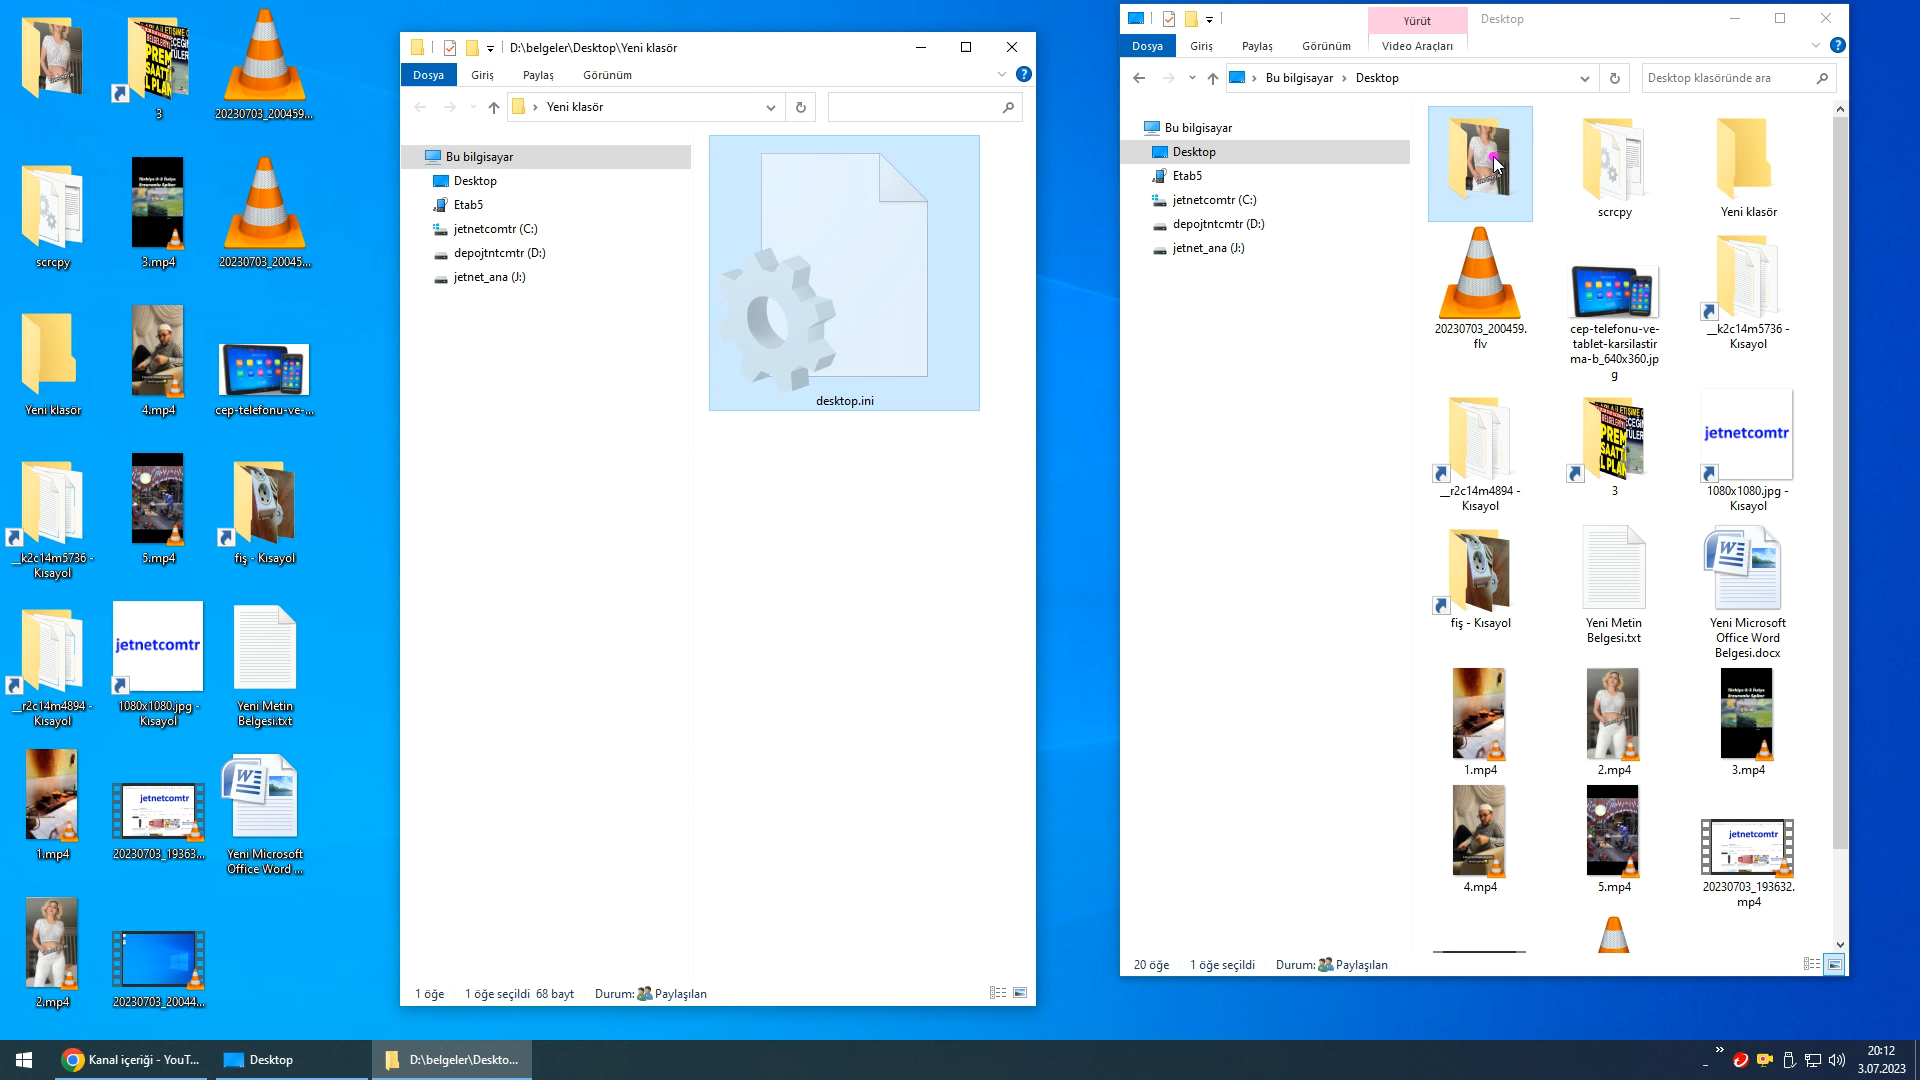 3
20230703_200459...
scrcpy
3.mp4
20230703_20045...
Yeni klasör
4.mp4
cep-telefonu-ve-...
__k2c14m5736 -
Kısayol
5.mp4
fiş - Kısayol
jetnetcomtr
__r2c14m4894 -
Kısayol
1080x1080.jpg -
Kısayol
Yeni Metin
Belgesi.txt
jetnetcomtr
1.mp4
20230703_19363...
Yeni Microsoft
Office Word ...
2.mp4
20230703_20044...
D:\belgeler\Desktop\Yeni klasör
Dosya
Giriş
Paylaş
Görünüm
Yeni klasör
Bu bilgisayar
Desktop
Etab5
jetnetcomtr (C:)
depojtntcmtr (D:)
jetnet_ana (J:)
desktop.ini
1 öğe
1 öğe seçildi 68 bayt
Durum:
Paylaşılan
Yürüt
Desktop
Dosya
Giriş
Paylaş
Görünüm
Video Araçları
Bu bilgisayar
Desktop
Desktop klasöründe ara
Bu bilgisayar
Desktop
Etab5
jetnetcomtr (C:)
depojtntcmtr (D:)
jetnet_ana (J:)
scrcpy
Yeni klasör
20230703_200459.
flv
cep-telefonu-ve-
tablet-karsilastir
ma-b_640x360.jp
g
__k2c14m5736 -
Kısayol
jetnetcomtr
__r2c14m4894 -
Kısayol
3
1080x1080.jpg -
Kısayol
fiş - Kısayol
Yeni Metin
Belgesi.txt
Yeni Microsoft
Office Word
Belgesi.docx
1.mp4
2.mp4
3.mp4
jetnetcomtr
4.mp4
5.mp4
20230703_193632.
mp4
20 öğe
1 öğe seçildi
Durum:
Paylaşılan
Kanal içeriği - YouT...
Desktop
D:\belgeler\Deskto...
20:12
3.07.2023